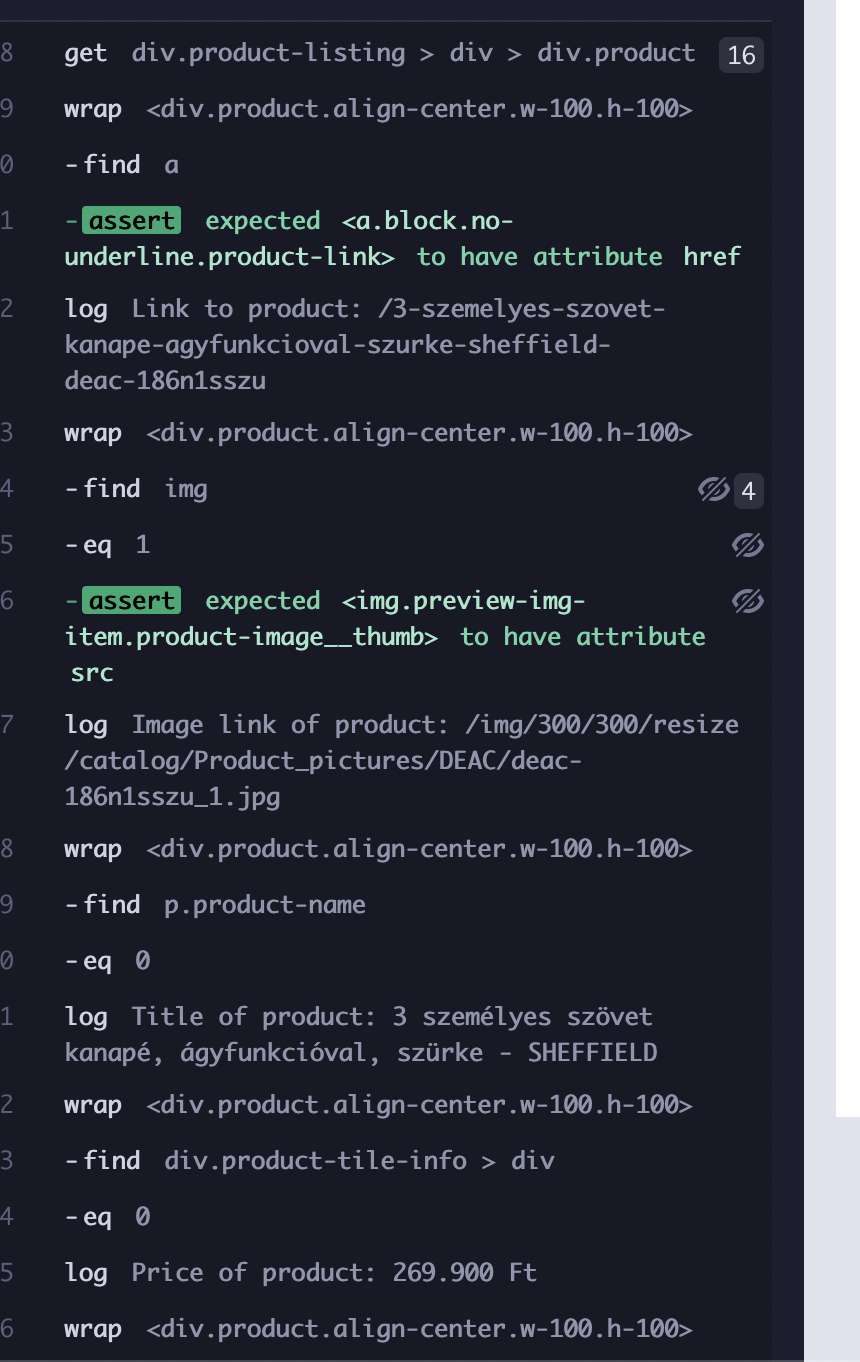 8 get div.product-listing > div > div.product 16
9 wrap <div.product.align-center.w-100.h-100>
0 -find a
1 -assert expected <a.block.no-
underline.product-link> to have attribute href
2 log Link to product: /3-szemelyes-szovet-
kanape-agyfunkcioval-szurke-sheffield-
deac-186n1sszu
3 wrap <div.product.align-center.w-100.h-100>
4 -find img 4
5 -eq 1
6 -assert expected <img.preview-img-
item.product-image__thumb> to have attribute
src
7 log Image link of product: /img/300/300/resize
/catalog/Product_pictures/DEAC/deac-
186n1sszu_1.jpg
8 wrap <div.product.align-center.w-100.h-100>
9 -find p.product-name
0 -eq 0
1 log Title of product: 3 személyes szövet
kanapé, ágyfunkcióval, szürke - SHEFFIELD
2 wrap <div.product.align-center.w-100.h-100>
3 -find div.product-tile-info > div
4 -eq 0
5 log Price of product: 269.900 Ft
6 wrap <div.product.align-center.w-100.h-100>